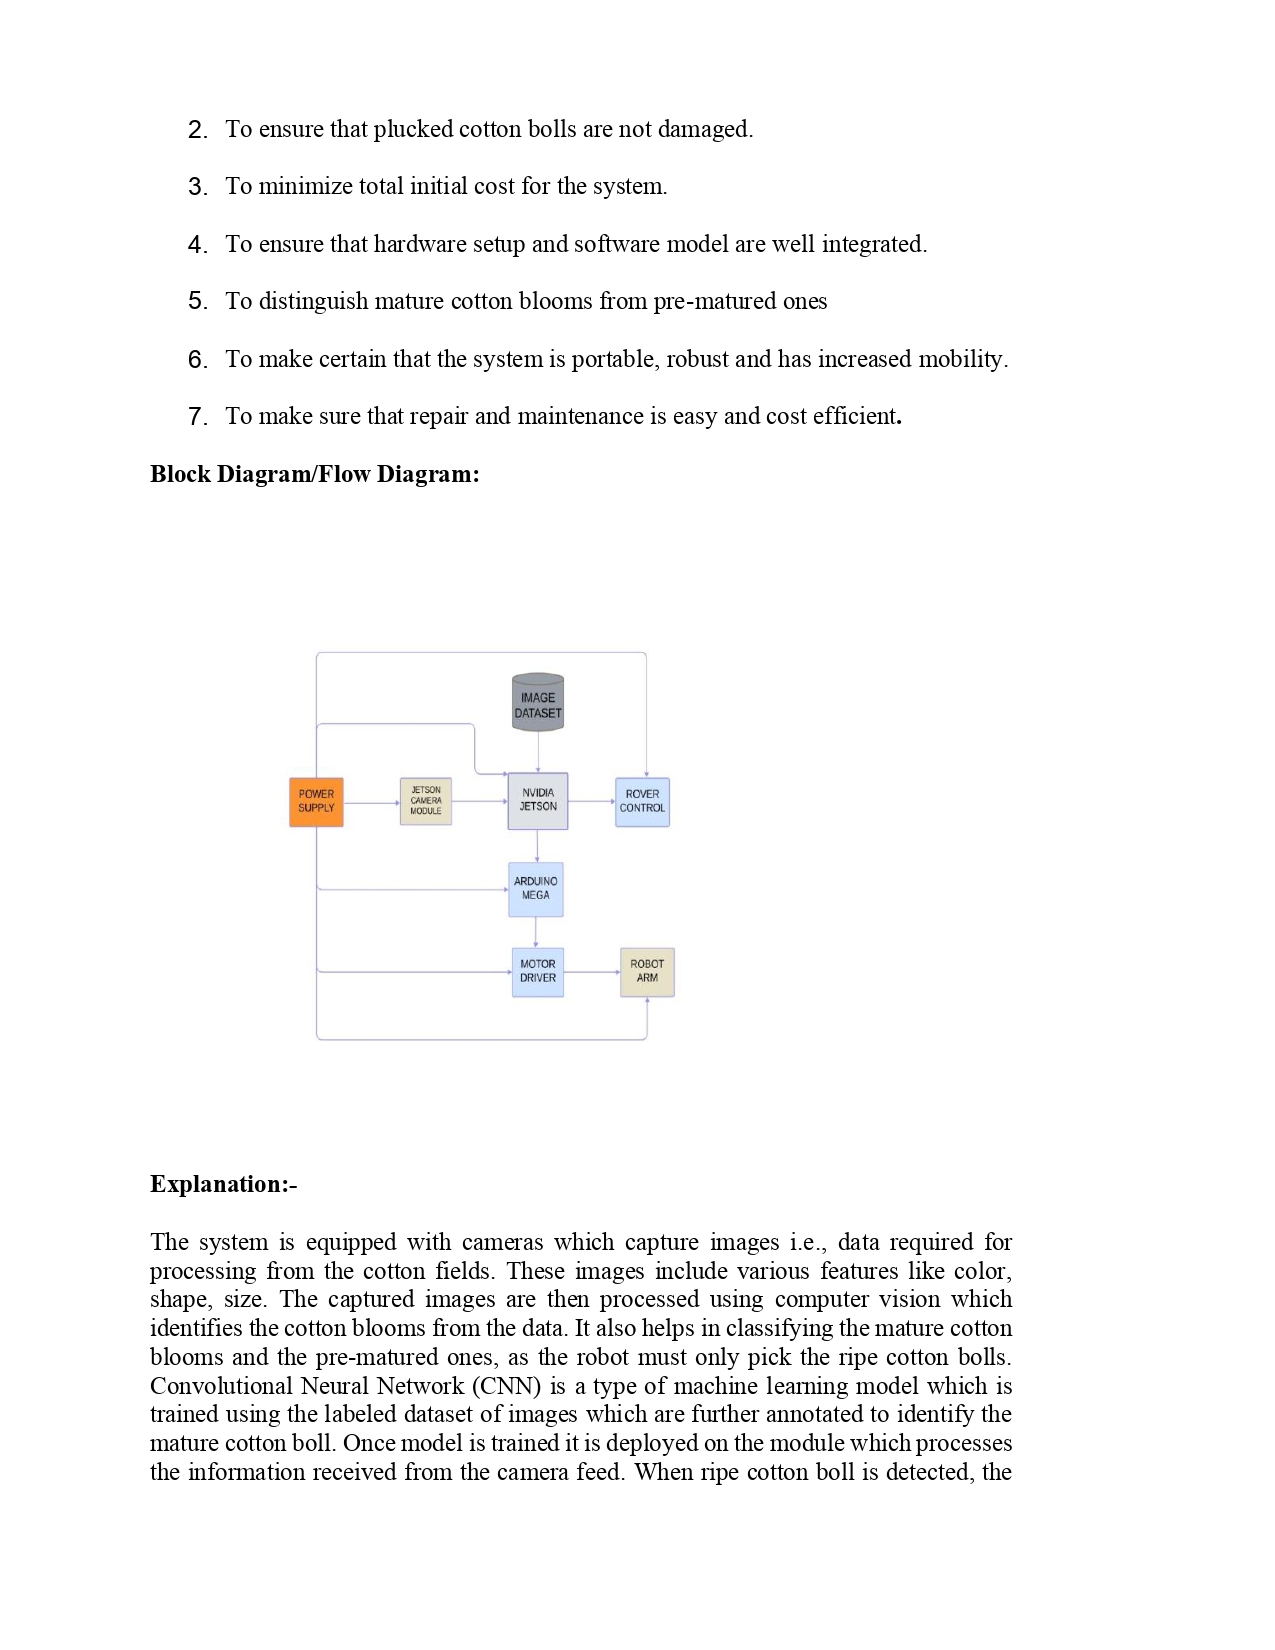 2. To ensure that plucked cotton bolls are not damaged.
3. To minimize total initial cost for the system.
4. To ensure that hardware setup and software model are well integrated.
5. To distinguish mature cotton blooms from pre-matured ones
6. To make certain that the system is portable, robust and has increased mobility.
7. To make sure that repair and maintenance is easy and cost efficient.
Block Diagram/Flow Diagram:
IMAGE
DATASET
POWER
SUPPLY
JETSON
CAMERA
MODULE
NVIDIA
JETSON
ROVER
CONTROL
ARDUINO
MEGA
MOTOR
DRIVER
ROBOT
ARM
Explanation:-
The system is equipped with cameras which capture images i.e., data required for
processing from the cotton fields. These images include various features like color,
shape, size. The captured images are then processed using computer vision which
identifies the cotton blooms from the data. It also helps in classifying the mature cotton
blooms and the pre-matured ones, as the robot must only pick the ripe cotton bolls.
Convolutional Neural Network (CNN) is a type of machine learning model which is
trained using the labeled dataset of images which are further annotated to identify the
mature cotton boll. Once model is trained it is deployed on the module which processes
the information received from the camera feed. When ripe cotton boll is detected, the